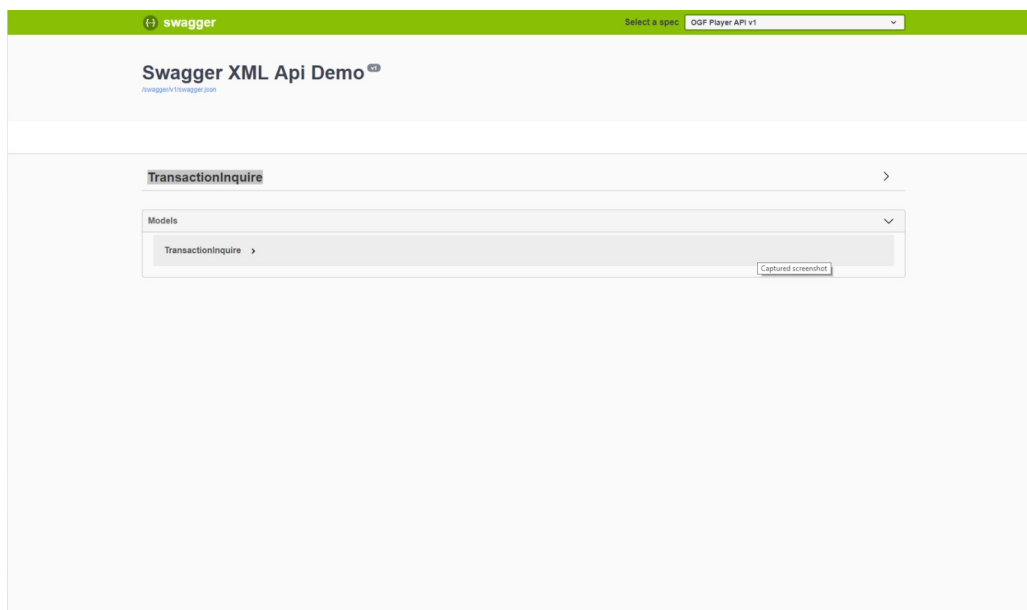 swagger
Select a spec OGF Player API v1
Swagger XML Api Demo v1
/swagger/v1/swagger.json
TransactionInquire
Models
TransactionInquire
Captured screenshot